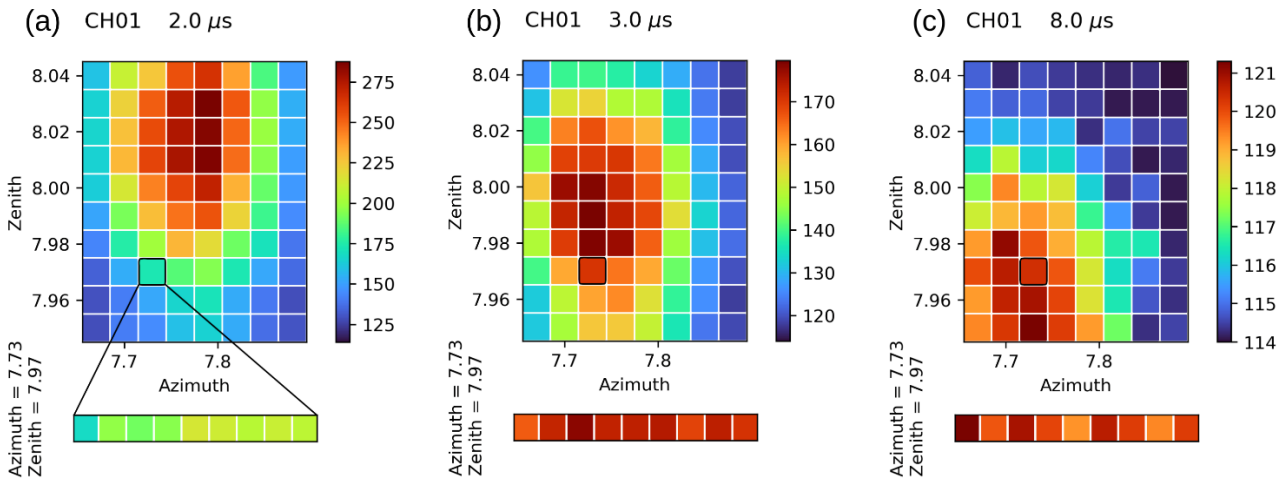 (a) CH01 2.0 μs
8.04
8.02
8.00
7.98
7.96
Zenith
7.7 7.8
Azimuth
275
250
225
200
175
150
125
Azimuth = 7.73
Zenith = 7.97
(b) CH01 3.0 μs
8.04
8.02
8.00
7.98
7.96
Zenith
7.7 7.8
Azimuth
170
160
150
140
130
120
Azimuth = 7.73
Zenith = 7.97
(c) CH01 8.0 μs
8.04
8.02
8.00
7.98
7.96
Zenith
7.7 7.8
Azimuth
121
120
119
118
117
116
115
114
Azimuth = 7.73
Zenith = 7.97